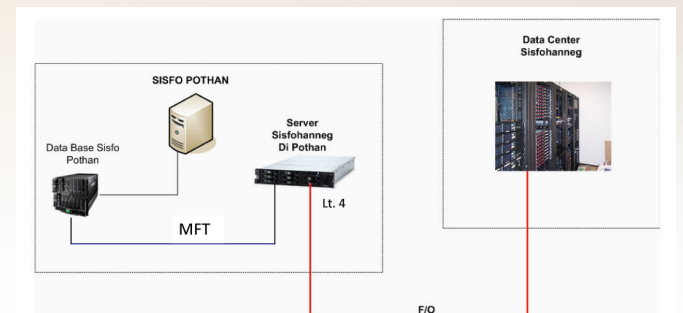 Data Center
Sisfohanneg
SISFO POTHAN
Server
Sisfohanneg
Di Pothan
Data Base Sisfo
Pothan
Lt. 4
MFT
F/O